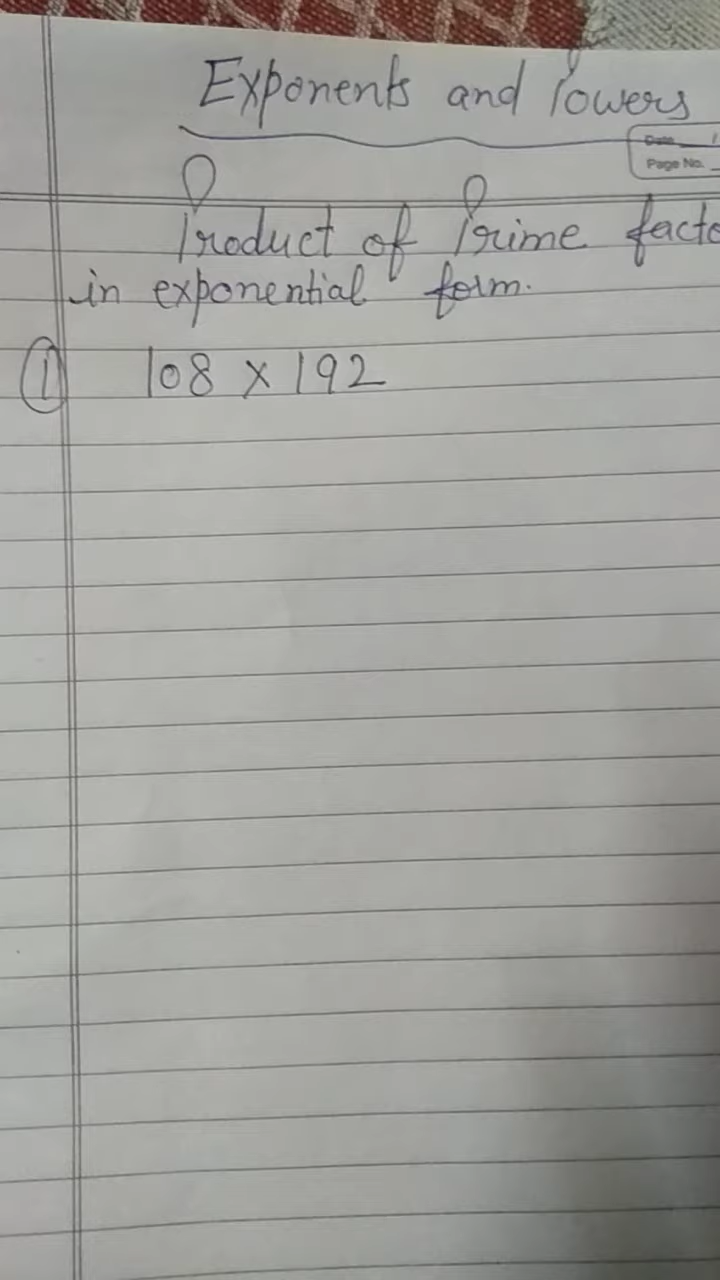 Exponents and Powers
Date
Page No.
Product of Prime facto
in exponential form.
① 108 × 192